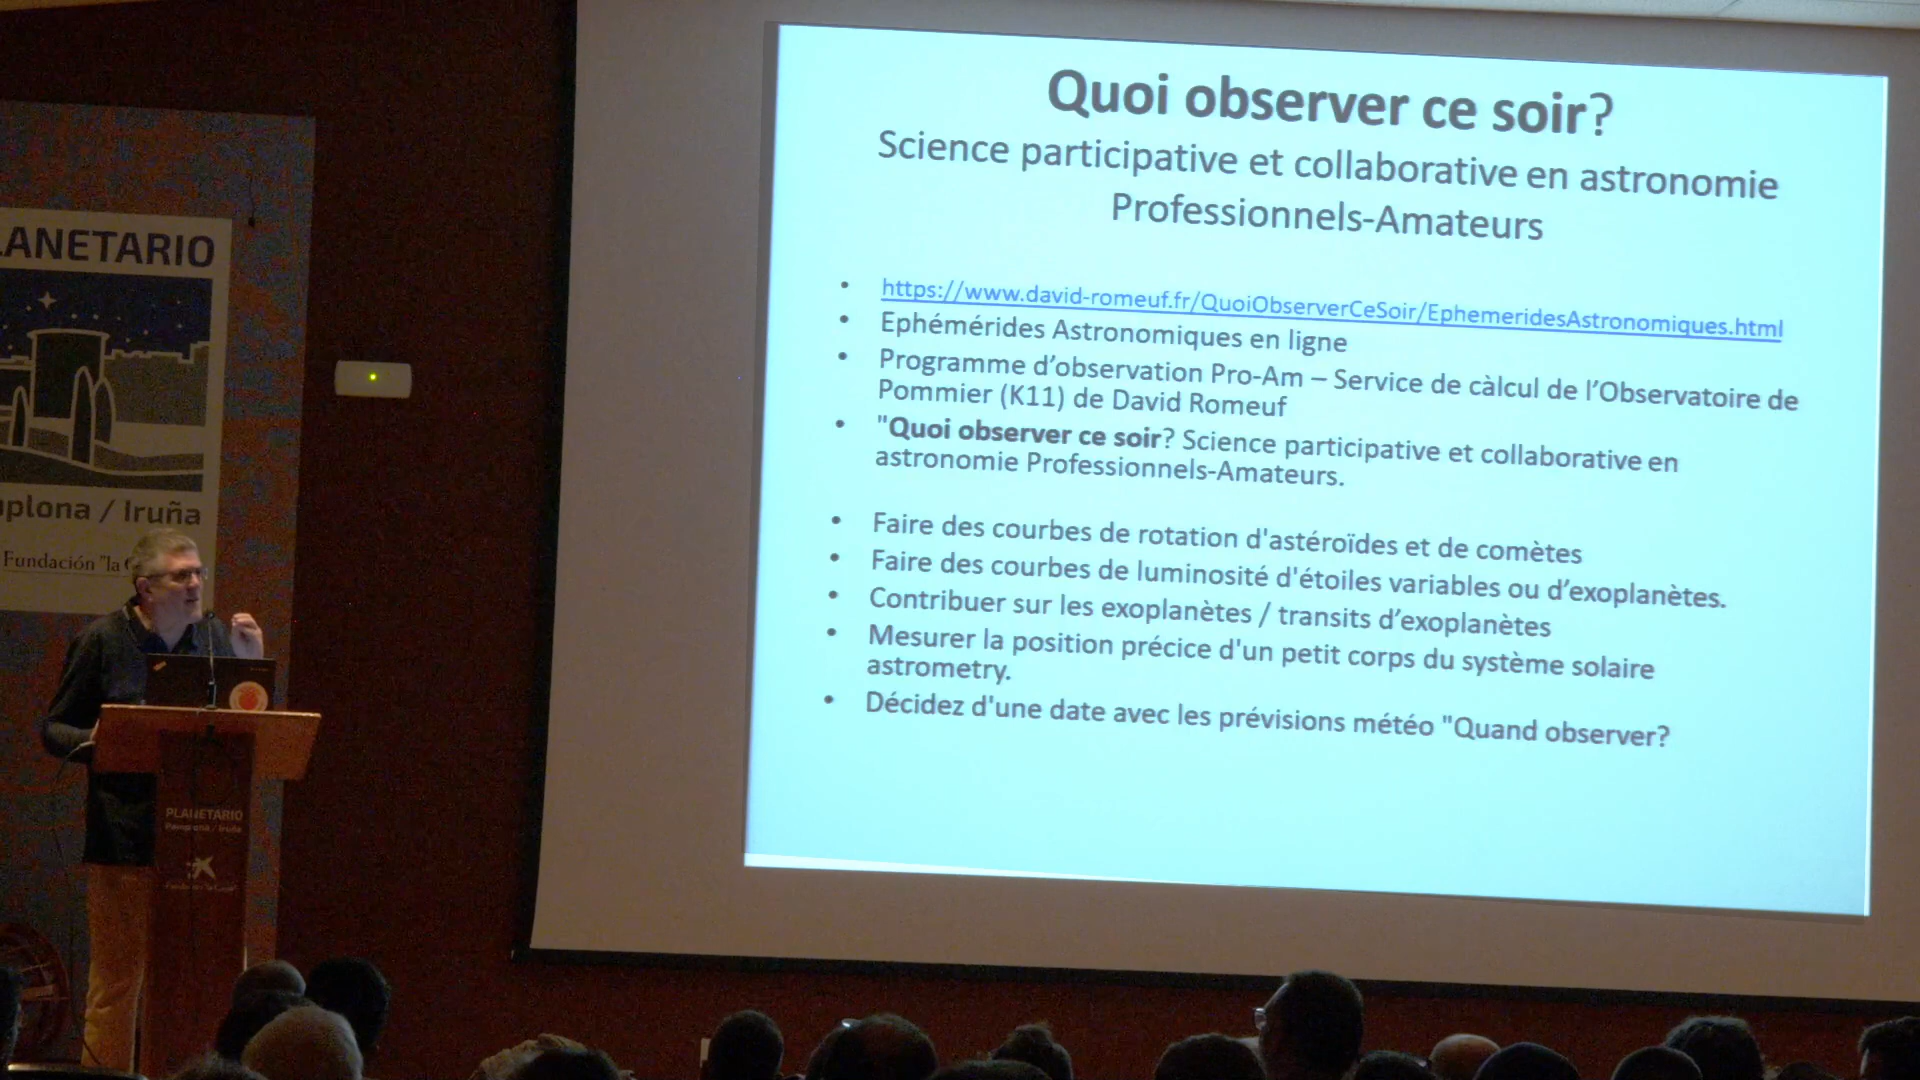 Quoi observer ce soir?
Science participative et collaborative en astronomie
Professionnels-Amateurs
• https://www.david-romeuf.fr/QuoiObserverCeSoir/EphemeridesAstronomiques.html
• Ephémérides Astronomiques en ligne
• Programme d’observation Pro-Am – Service de càlcul de l’Observatoire de
Pommier (K11) de David Romeuf
• "Quoi observer ce soir? Science participative et collaborative en
astronomie Professionnels-Amateurs.
• Faire des courbes de rotation d'astéroïdes et de comètes
• Faire des courbes de luminosité d'étoiles variables ou d’exoplanètes.
• Contribuer sur les exoplanètes / transits d’exoplanètes
• Mesurer la position précice d'un petit corps du système solaire
astrometry.
• Décidez d'une date avec les prévisions météo "Quand observer?
LANETARIO
plona / Iruña
Fundación "la
PLANETARIO
Pamplona / Iruña